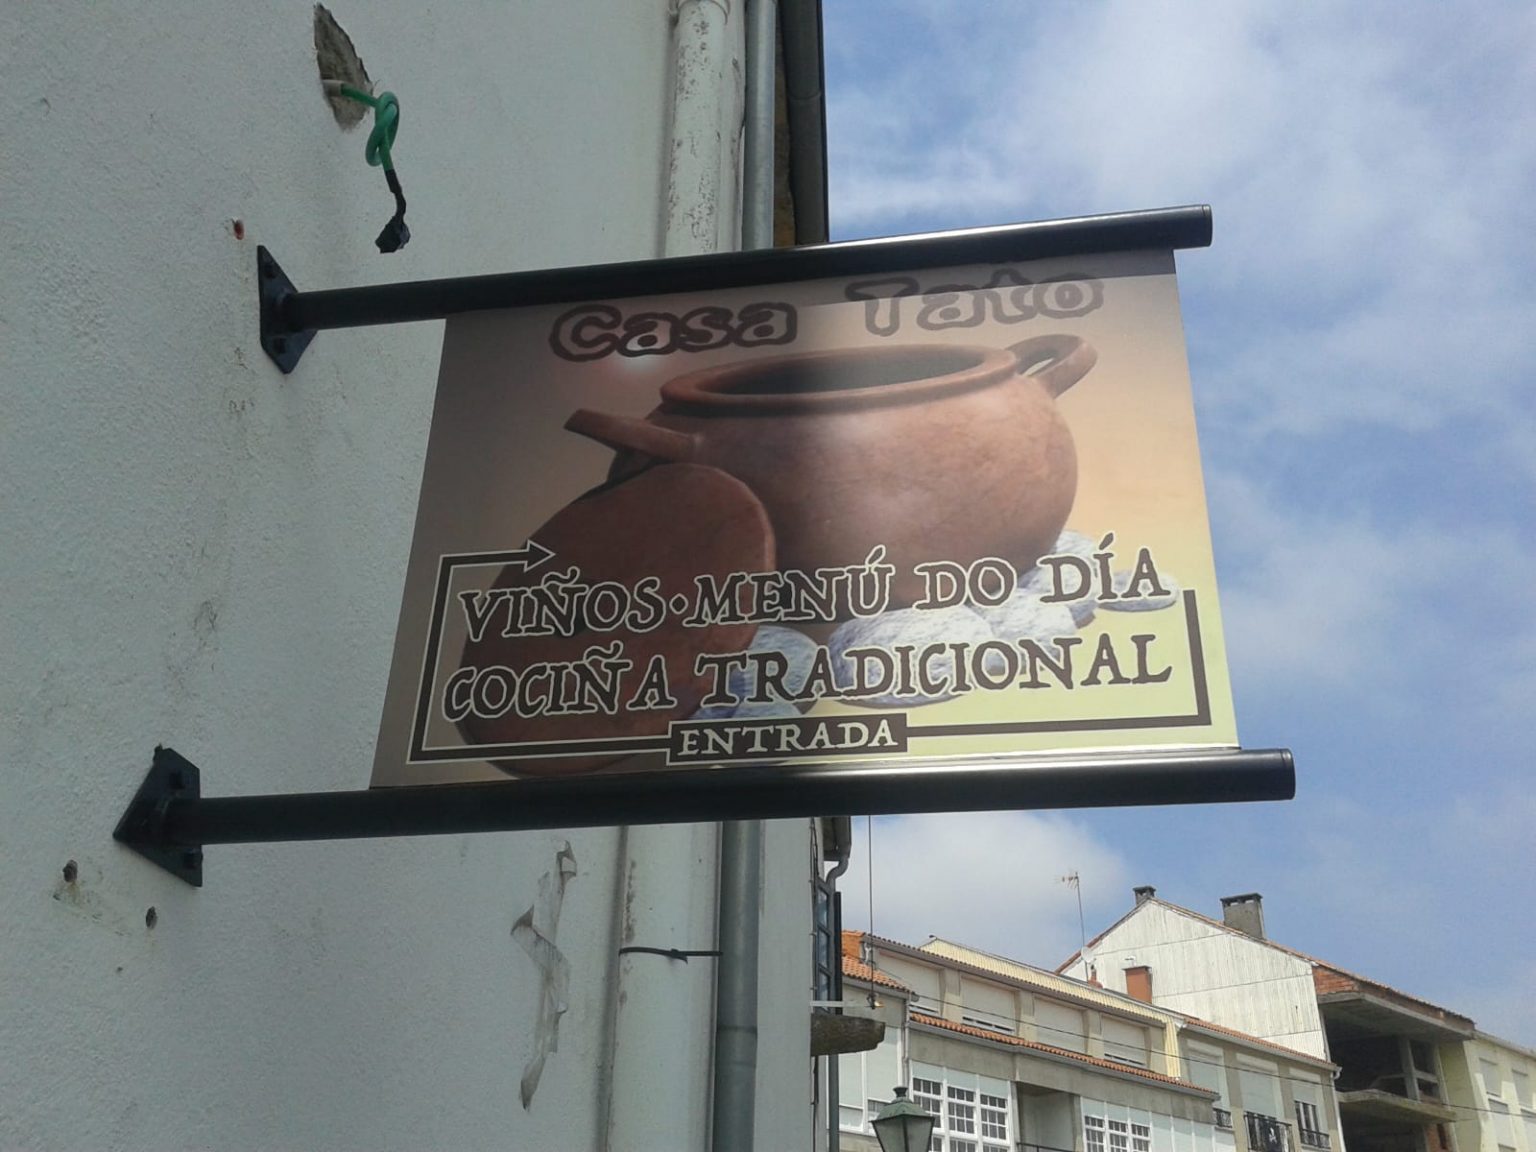 Casa Tato
VIÑOS · MENÚ DO DÍA
COCIÑA TRADICIONAL
ENTRADA